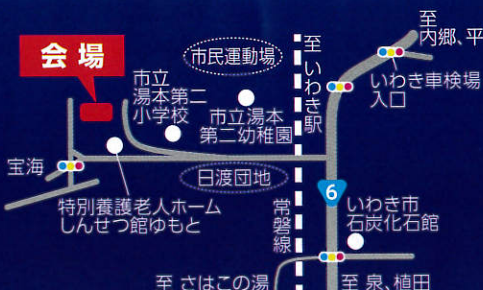 至
内郷、平
会場
市民運動場
至 いわき駅
いわき車検場
入口
市立
湯本第二
小学校
市立湯本
第二幼稚園
宝海
日渡団地
6
特別養護老人ホーム
しんせつ館ゆもと
常磐線
いわき市
石炭化石館
至 さはこの湯
至 泉、植田